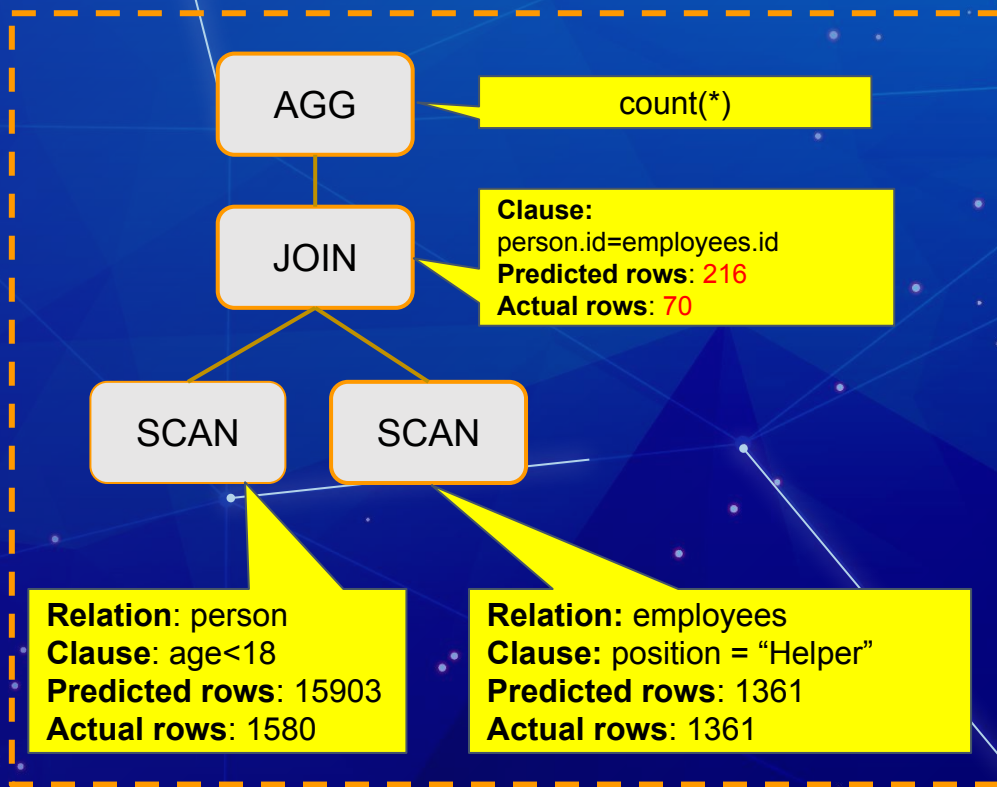 AGG
count(*)
JOIN
Clause:
person.id=employees.id
Predicted rows: 216
Actual rows: 70
SCAN
SCAN
Relation: person
Clause: age<18
Predicted rows: 15903
Actual rows: 1580
Relation: employees
Clause: position = “Helper”
Predicted rows: 1361
Actual rows: 1361